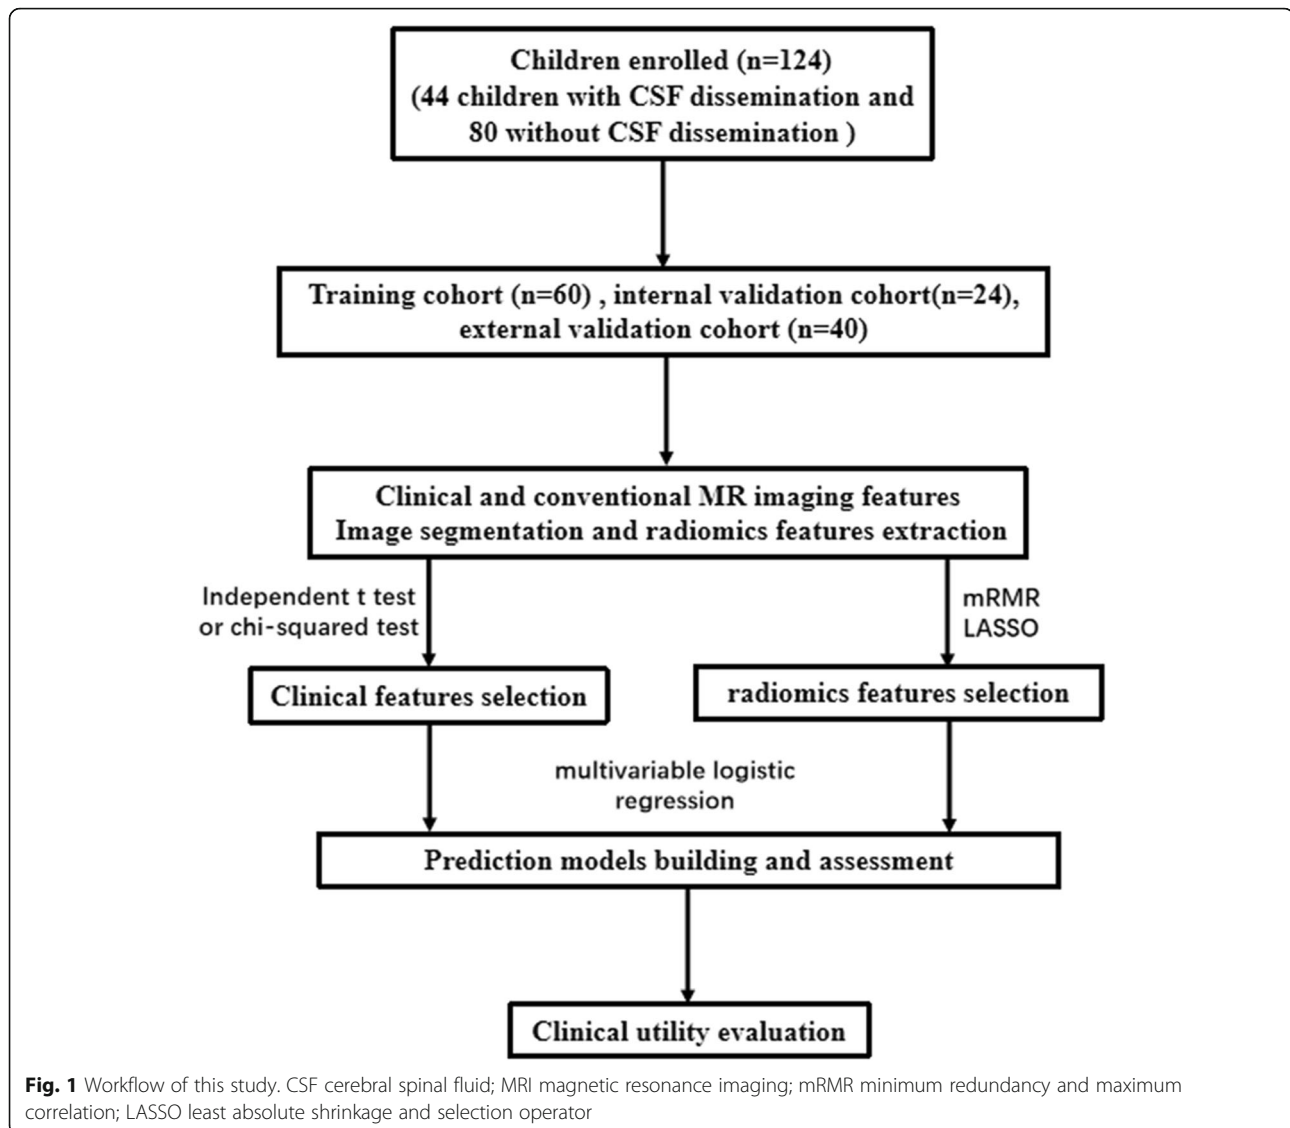 Children enrolled (n=124)
(44 children with CSF dissemination and
80 without CSF dissemination )
Training cohort (n=60) , internal validation cohort(n=24),
external validation cohort (n=40)
Clinical and conventional MR imaging features
Image segmentation and radiomics features extraction
Independent t test
or chi-squared test
mRMR
LASSO
Clinical features selection
radiomics features selection
multivariable logistic
regression
Prediction models building and assessment
Clinical utility evaluation
Fig. 1 Workflow of this study. CSF cerebral spinal fluid; MRI magnetic resonance imaging; mRMR minimum redundancy and maximum
correlation; LASSO least absolute shrinkage and selection operator